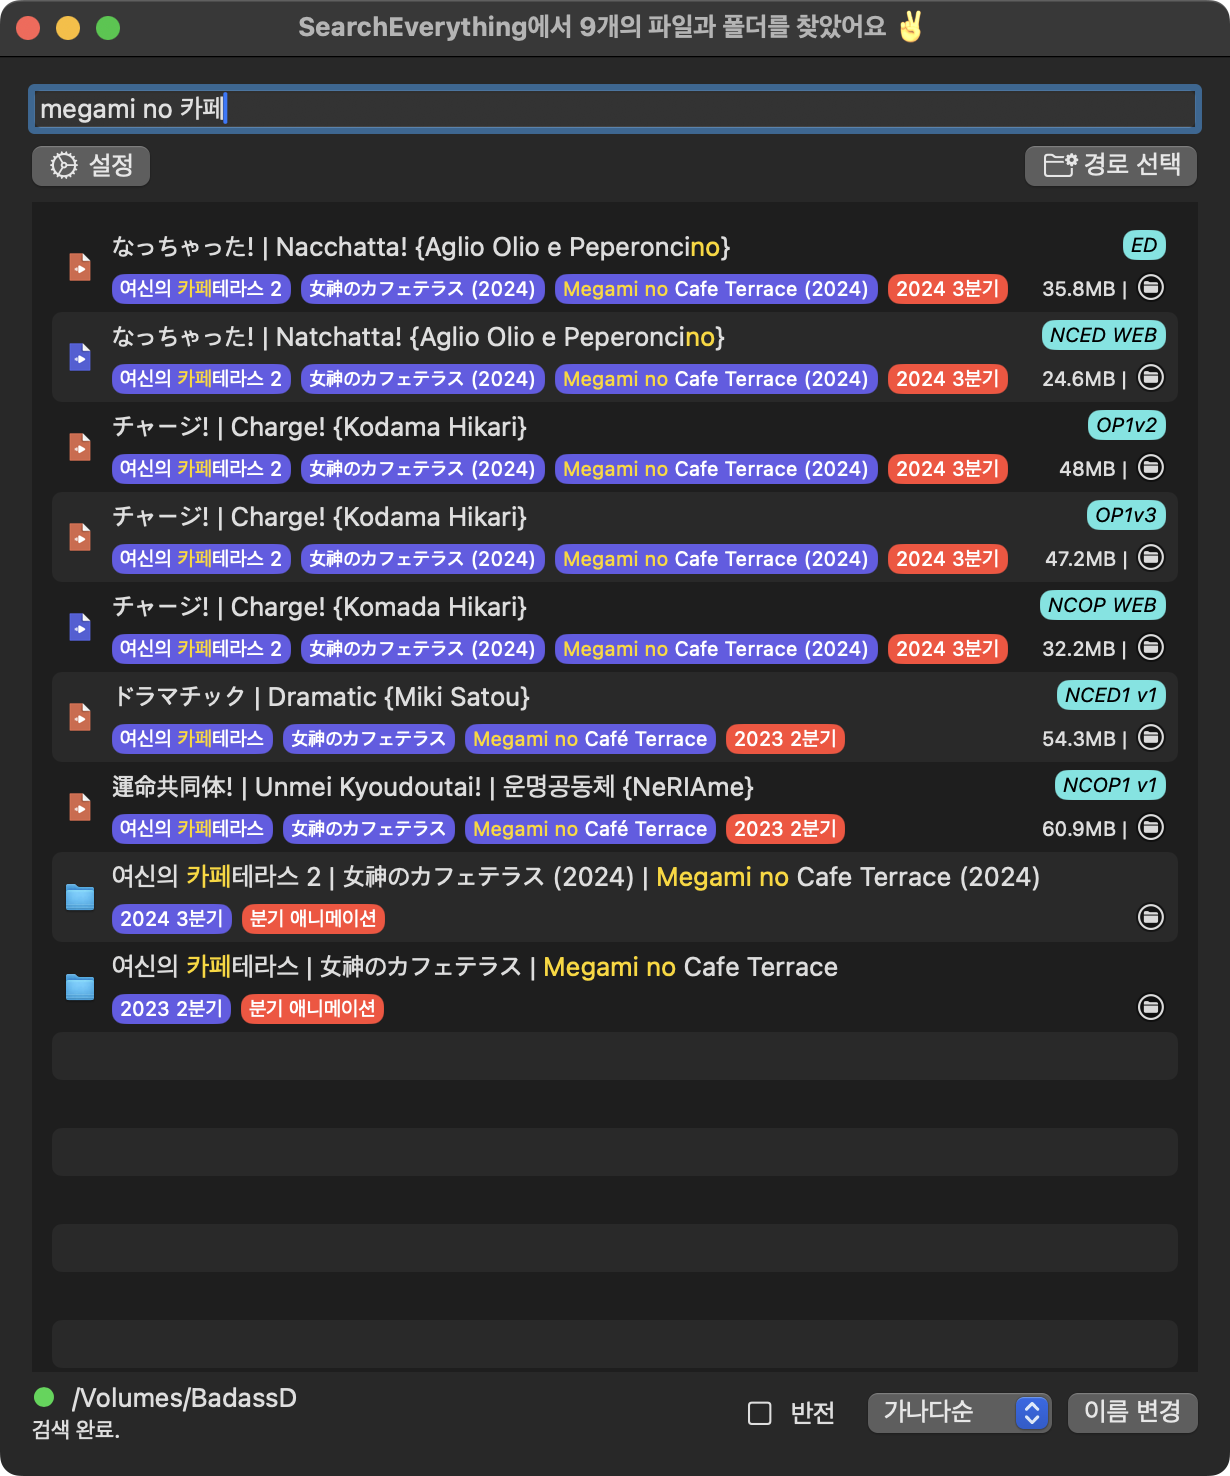 SearchEverything에서 9개의 파일과 폴더를 찾았어요 ✌️
megami no 카페
설정
경로 선택
なっちゃった! | Nacchatta! {Aglio Olio e Peperoncino}
ED
여신의 카페테라스 2 女神のカフェテラス (2024) Megami no Cafe Terrace (2024) 2024 3분기 35.8MB |
なっちゃった! | Natchatta! {Aglio Olio e Peperoncino}
NCED WEB
여신의 카페테라스 2 女神のカフェテラス (2024) Megami no Cafe Terrace (2024) 2024 3분기 24.6MB |
チャージ! | Charge! {Kodama Hikari}
OP1v2
여신의 카페테라스 2 女神のカフェテラス (2024) Megami no Cafe Terrace (2024) 2024 3분기 48MB |
チャージ! | Charge! {Kodama Hikari}
OP1v3
여신의 카페테라스 2 女神のカフェテラス (2024) Megami no Cafe Terrace (2024) 2024 3분기 47.2MB |
チャージ! | Charge! {Komada Hikari}
NCOP WEB
여신의 카페테라스 2 女神のカフェテラス (2024) Megami no Cafe Terrace (2024) 2024 3분기 32.2MB |
ドラマチック | Dramatic {Miki Satou}
NCED1 v1
여신의 카페테라스 女神のカフェテラス Megami no Café Terrace 2023 2분기 54.3MB |
運命共同体! | Unmei Kyoudoutai! | 운명공동체 {NeRIAme}
NCOP1 v1
여신의 카페테라스 女神のカフェテラス Megami no Café Terrace 2023 2분기 60.9MB |
여신의 카페테라스 2 | 女神のカフェテラス (2024) | Megami no Cafe Terrace (2024)
2024 3분기 분기 애니메이션
여신의 카페테라스 | 女神のカフェテラス | Megami no Cafe Terrace
2023 2분기 분기 애니메이션
/Volumes/BadassD
검색 완료.
반전
가나다순
이름 변경